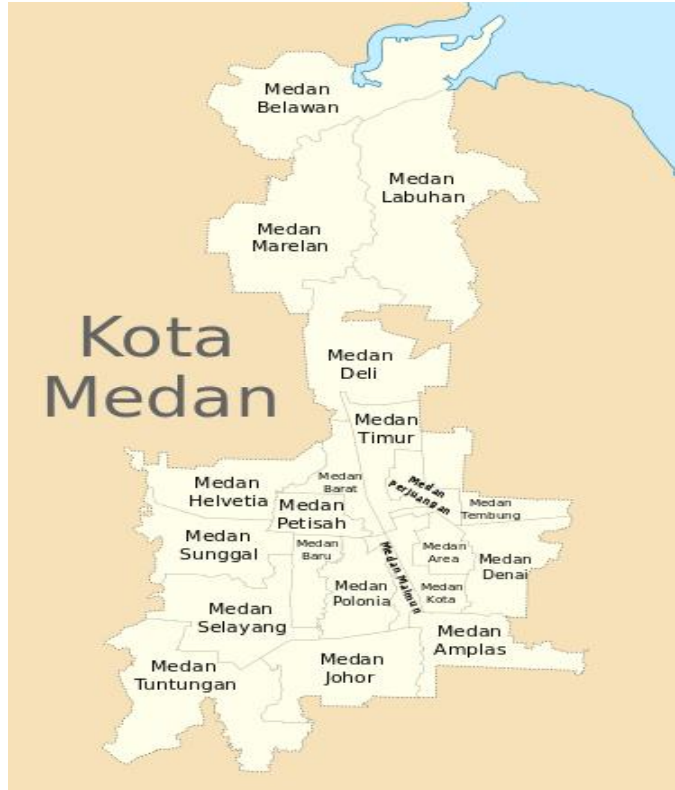 Medan
Belawan
Medan
Labuhan
Medan
Marelan
Kota
Medan
Medan
Deli
Medan
Timur
Medan
Barat
Medan
Helvetia
Medan
Perjuangan
Medan
Petisah
Medan
Tembung
Medan
Sunggal
Medan
Baru
Medan Maimun
Medan
Area
Medan
Denai
Medan
Polonia
Medan
Kota
Medan
Selayang
Medan
Amplas
Medan
Tuntungan
Medan
Johor